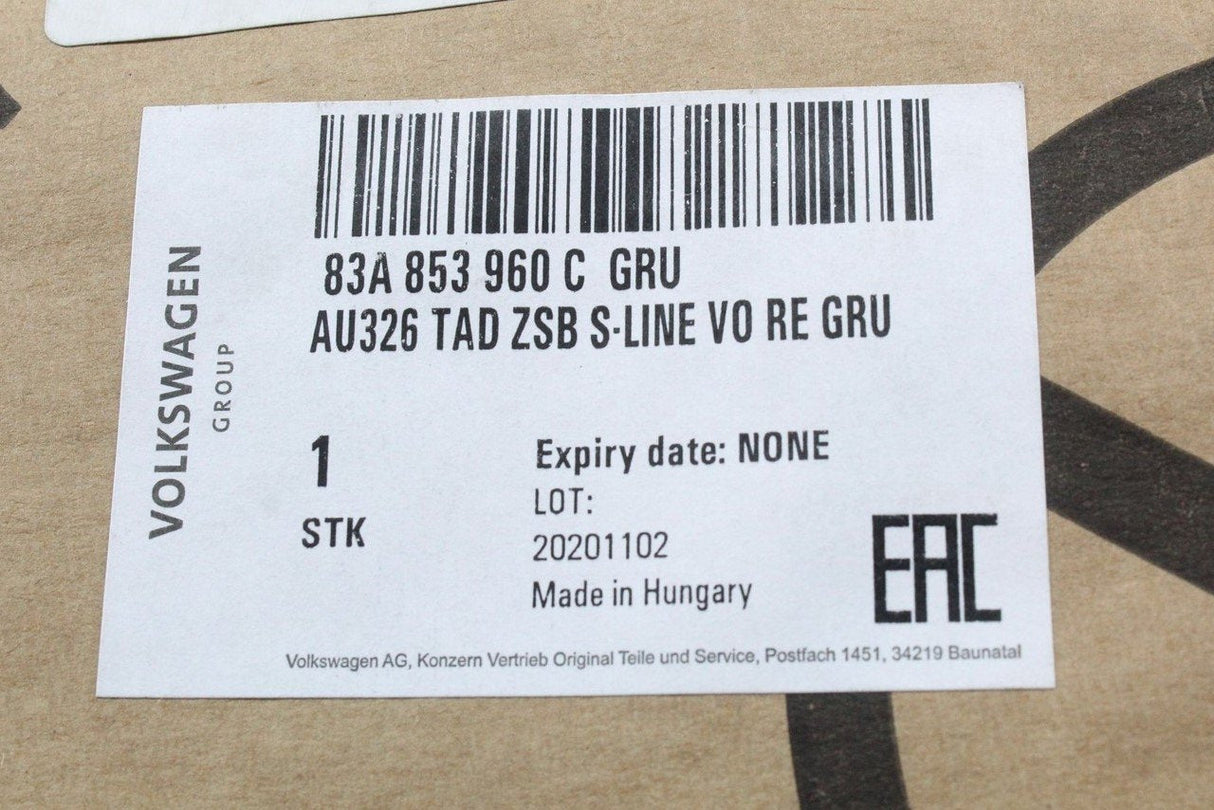 83A 853 960 C GRU
AU326 TAD ZSB S-LINE VO RE GRU
VOLKSWAGEN
GROUP
1
STK
Expiry date: NONE
LOT:
20201102
Made in Hungary
EAC
Volkswagen AG, Konzern Vertrieb Original Teile und Service, Postfach 1451, 34219 Baunatal